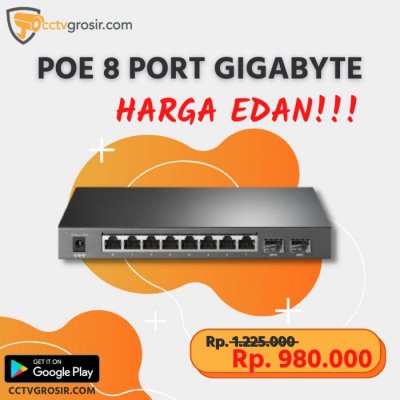 cctvgrosir.com
POE 8 PORT GIGABYTE
HARGA EDAN!!!
Rp. 1.225.000
Rp. 980.000
GET IT ON
Google Play
CCTVGROSIR.COM